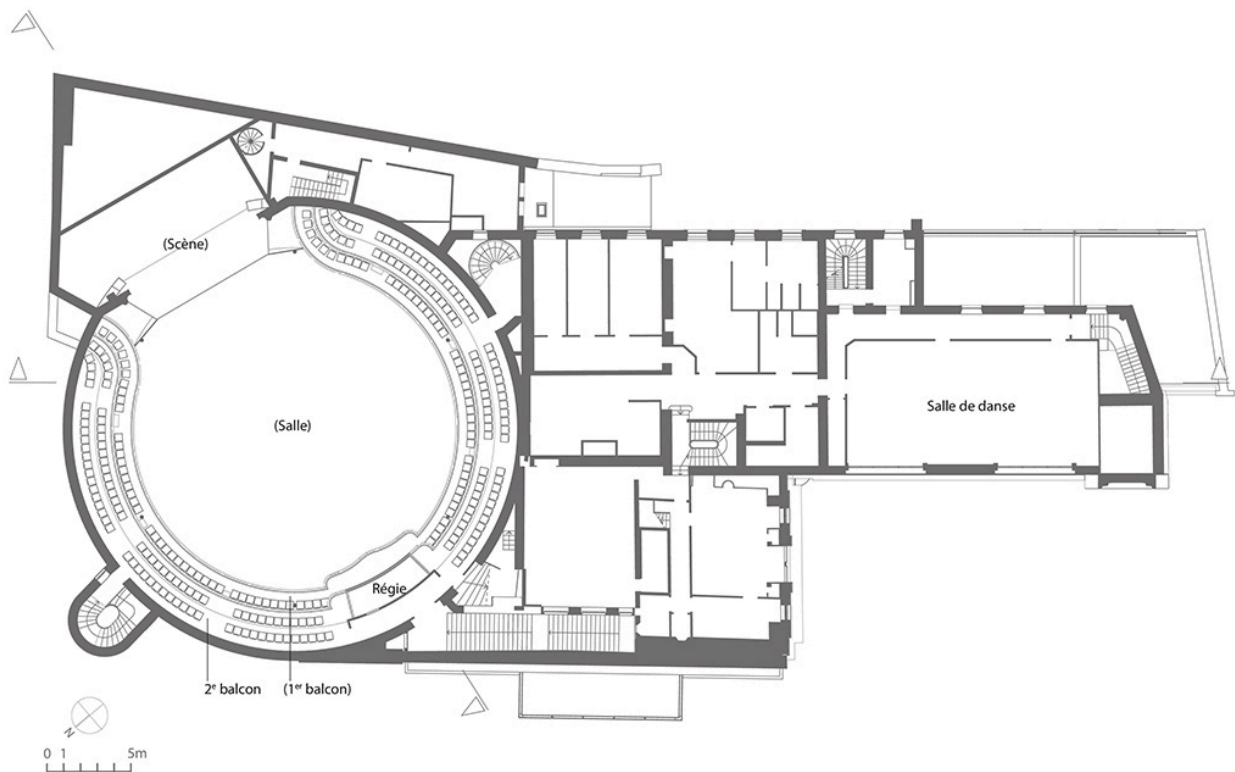 (Scène)
(Salle)
Salle de danse
Régie
2ᵉ balcon
(1ᵉʳ balcon)
N
0 1 5m